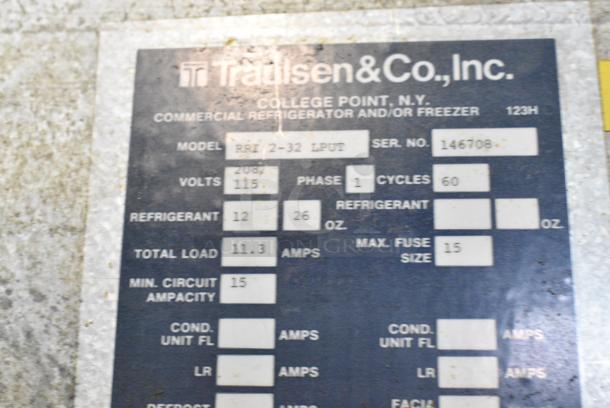 Traulsen & Co., Inc.
COLLEGE POINT, N.Y.
COMMERCIAL REFRIGERATOR AND/OR FREEZER 123H
MODEL RRI 2-32 LPUT SER. NO. 146708
VOLTS 208/115 PHASE 1 CYCLES 60
REFRIGERANT 12 26 OZ. REFRIGERANT OZ.
TOTAL LOAD 11.3 AMPS MAX. FUSE SIZE 15
MIN. CIRCUIT AMPACITY 15
COND. UNIT FL AMPS COND. UNIT FL AMPS
LR AMPS LR AMPS
DEFROST AMPS